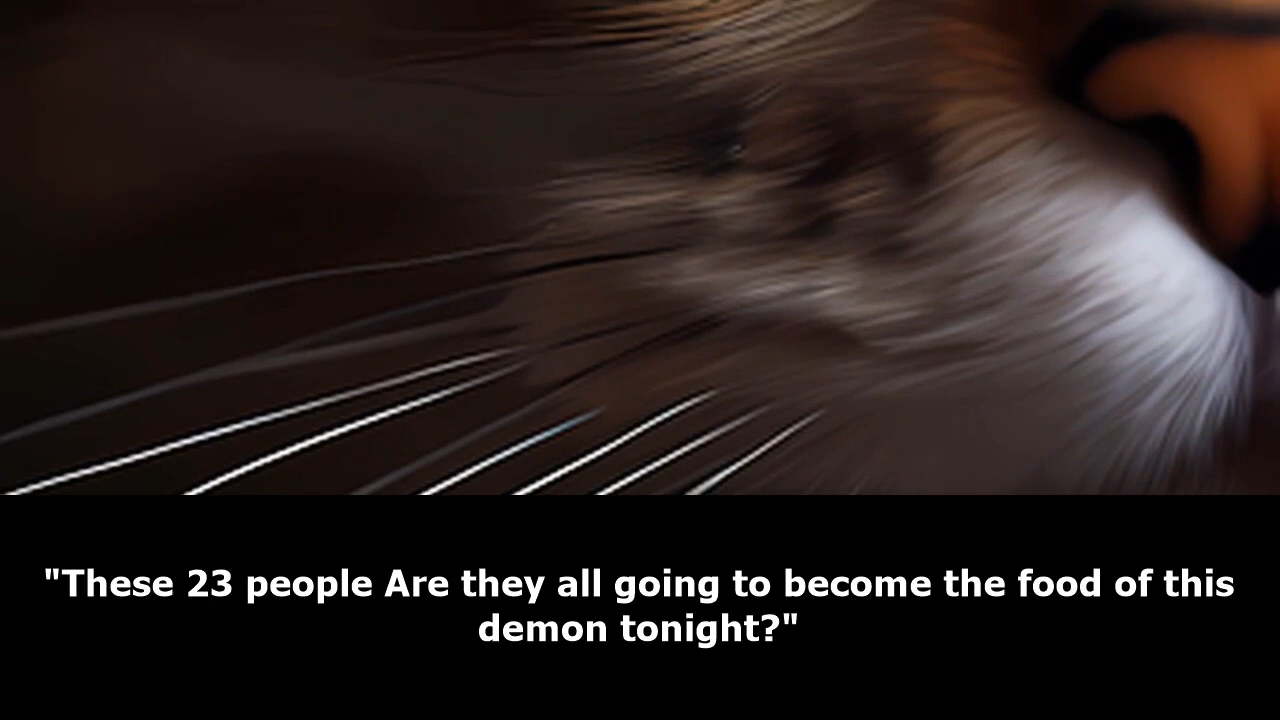 "These 23 people Are they all going to become the food of this
demon tonight?"